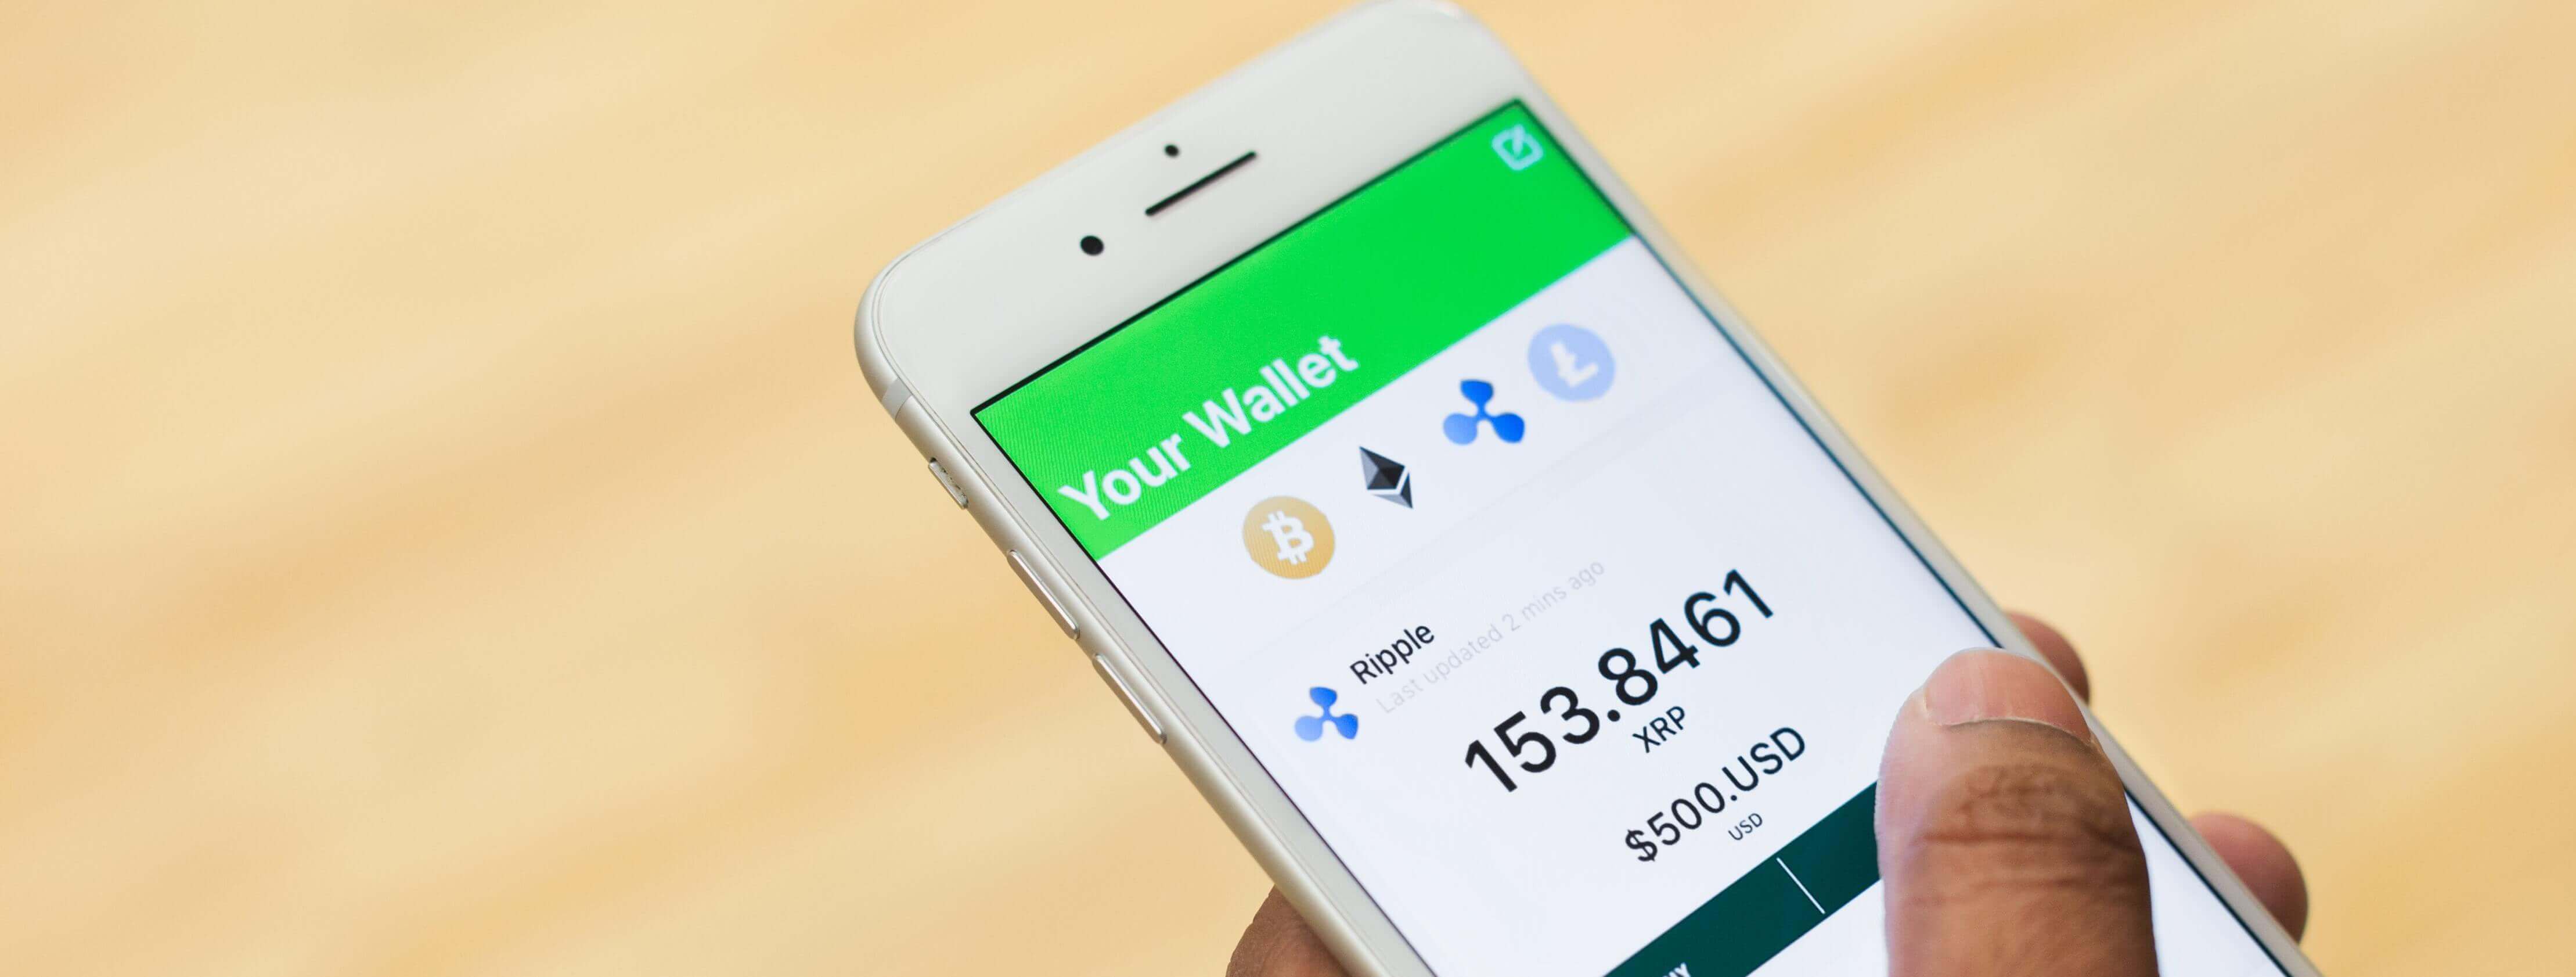 Your Wallet
Ripple
Last updated 2 mins ago
153.8461
XRP
$500.USD
USD